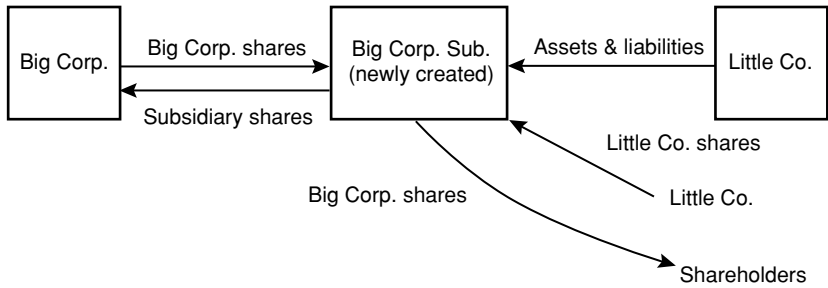 Big Corp.
Big Corp. shares
Subsidiary shares
Big Corp. Sub.
(newly created)
Assets & liabilities
Little Co.
Little Co. shares
Big Corp. shares
Little Co.
Shareholders